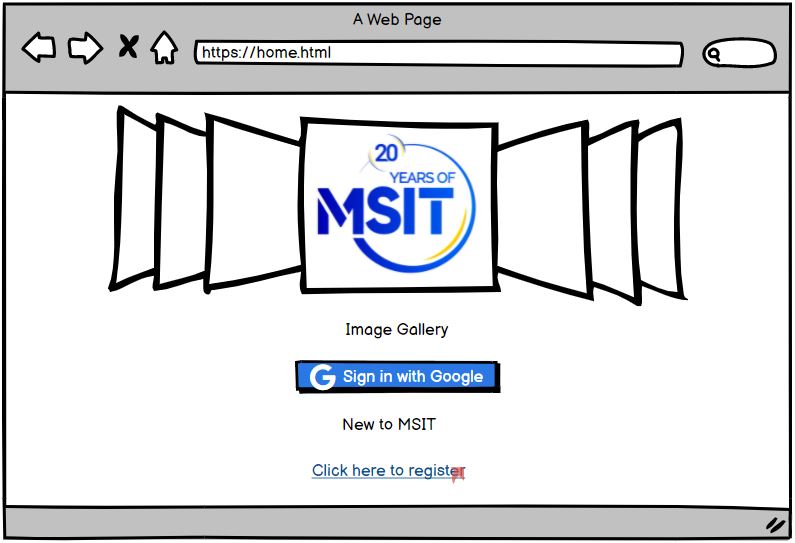 A Web Page
https://home.html
20
YEARS OF
MSIT
Image Gallery
G Sign in with Google
New to MSIT
Click here to register